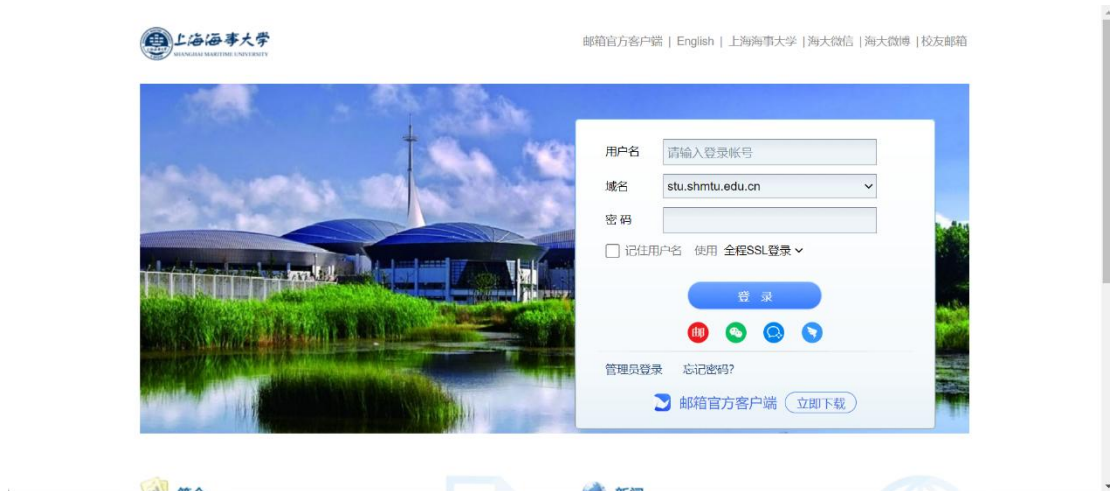 上海海事大学
SHANGHAI MARITIME UNIVERSITY
邮箱官方客户端 | English | 上海海事大学 | 海大微信 | 海大微博 | 校友邮箱
用户名 请输入登录帐号
域名 stu.shmtu.edu.cn
密 码
记住用户名 使用 全程SSL登录
登 录
管理员登录 忘记密码?
邮箱官方客户端 立即下载